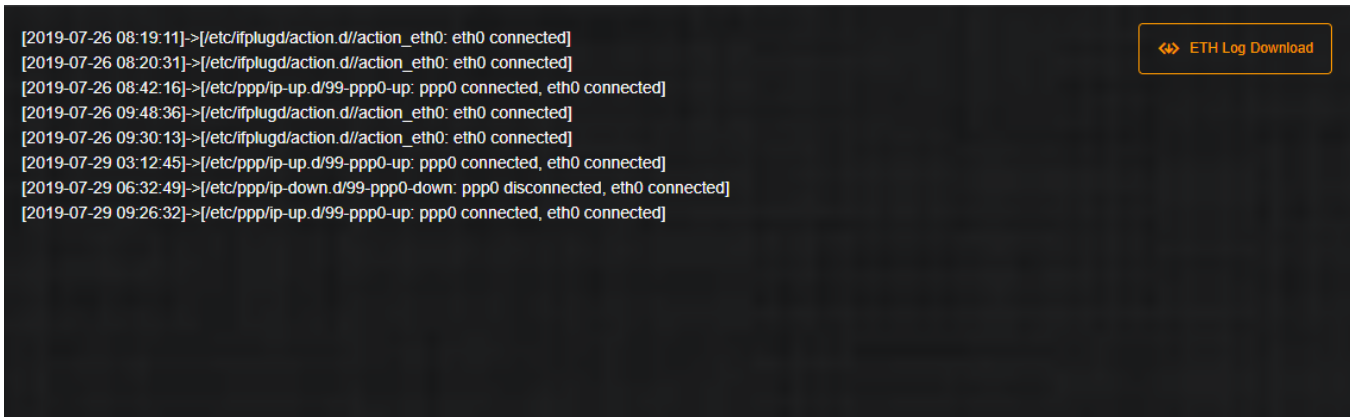 [2019-07-26 08:19:11]->[/etc/ifplugd/action.d//action_eth0: eth0 connected]
[2019-07-26 08:20:31]->[/etc/ifplugd/action.d//action_eth0: eth0 connected]
[2019-07-26 08:42:16]->[/etc/ppp/ip-up.d/99-ppp0-up: ppp0 connected, eth0 connected]
[2019-07-26 09:48:36]->[/etc/ifplugd/action.d//action_eth0: eth0 connected]
[2019-07-26 09:30:13]->[/etc/ifplugd/action.d//action_eth0: eth0 connected]
[2019-07-29 03:12:45]->[/etc/ppp/ip-up.d/99-ppp0-up: ppp0 connected, eth0 connected]
[2019-07-29 06:32:49]->[/etc/ppp/ip-down.d/99-ppp0-down: ppp0 disconnected, eth0 connected]
[2019-07-29 09:26:32]->[/etc/ppp/ip-up.d/99-ppp0-up: ppp0 connected, eth0 connected]
ETH Log Download